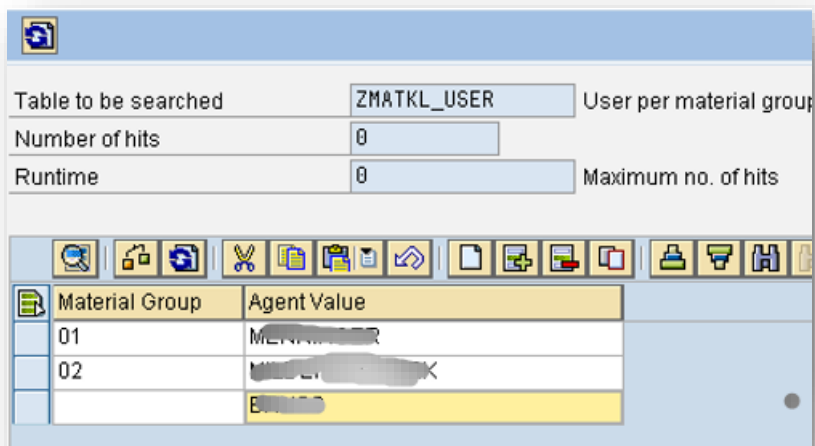 Table to be searched ZMATKL_USER User per material group
Number of hits 0
Runtime 0 Maximum no. of hits
Material Group Agent Value
01
02